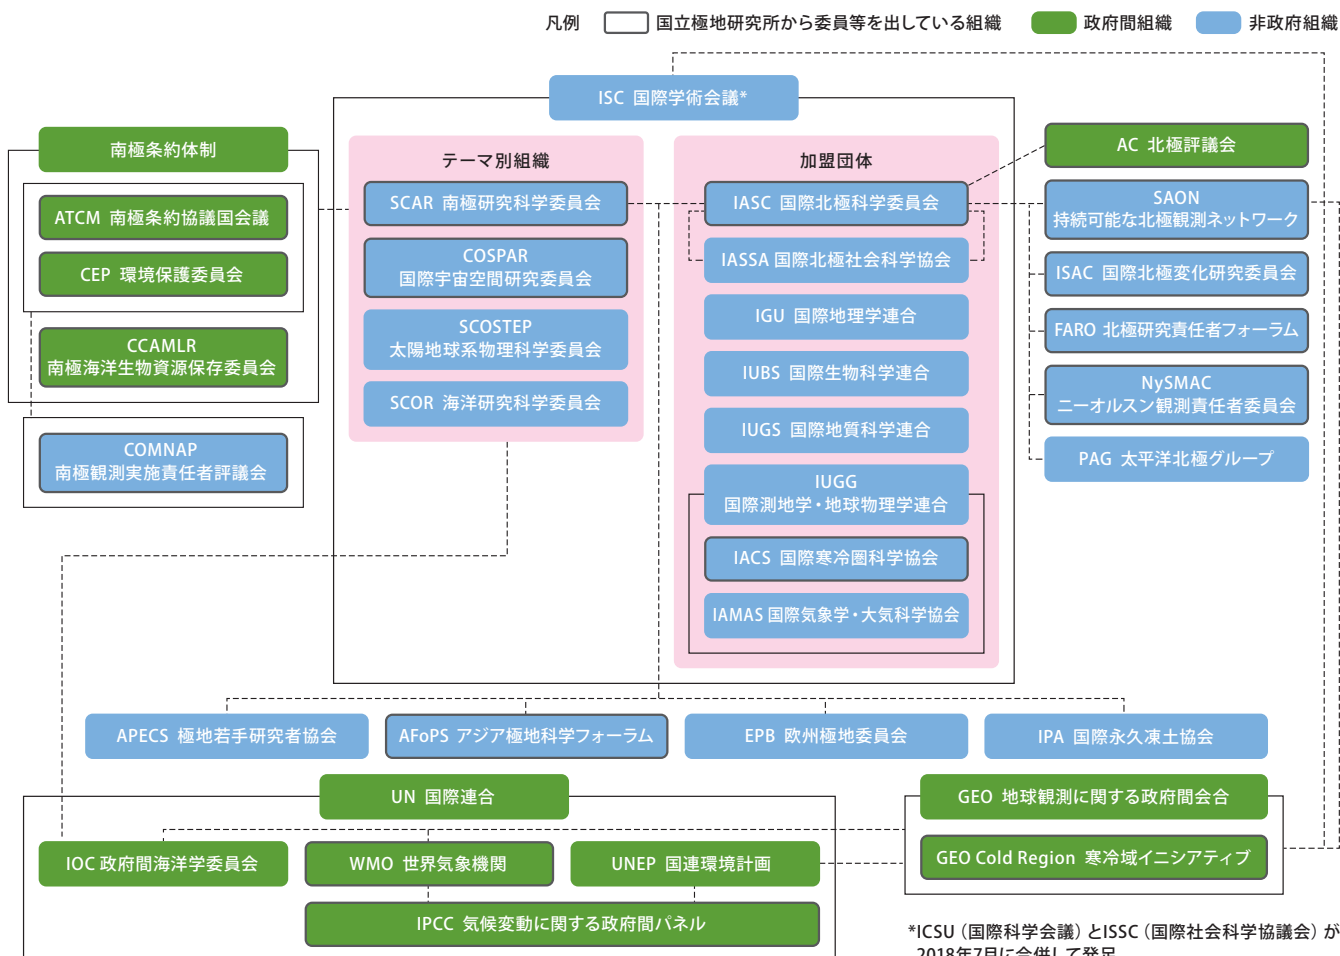 凡例 国立極地研究所から委員等を出している組織 政府間組織 非政府組織
ISC 国際学術会議*
南極条約体制
ATCM 南極条約協議国会議
CEP 環境保護委員会
CCAMLR
南極海洋生物資源保存委員会
COMNAP
南極観測実施責任者評議会
テーマ別組織
SCAR 南極研究科学委員会
COSPAR
国際宇宙空間研究委員会
SCOSTEP
太陽地球系物理科学委員会
SCOR 海洋研究科学委員会
加盟団体
IASC 国際北極科学委員会
IASSA 国際北極社会科学協会
IGU 国際地理学連合
IUBS 国際生物科学連合
IUGS 国際地質科学連合
IUGG
国際測地学・地球物理学連合
IACS 国際寒冷圏科学協会
IAMAS 国際気象学・大気科学協会
AC 北極評議会
SAON
持続可能な北極観測ネットワーク
ISAC 国際北極変化研究委員会
FARO 北極研究責任者フォーラム
NySMAC
ニーオルスン観測責任者委員会
PAG 太平洋北極グループ
APECS 極地若手研究者協会
AFoPS アジア極地科学フォーラム
EPB 欧州極地委員会
IPA 国際永久凍土協会
UN 国際連合
IOC 政府間海洋学委員会
WMO 世界気象機関
UNEP 国連環境計画
IPCC 気候変動に関する政府間パネル
GEO 地球観測に関する政府間会合
GEO Cold Region 寒冷域イニシアティブ
*ICSU（国際科学会議）とISSC（国際社会科学協議会）が
2018年7月に合併して発足